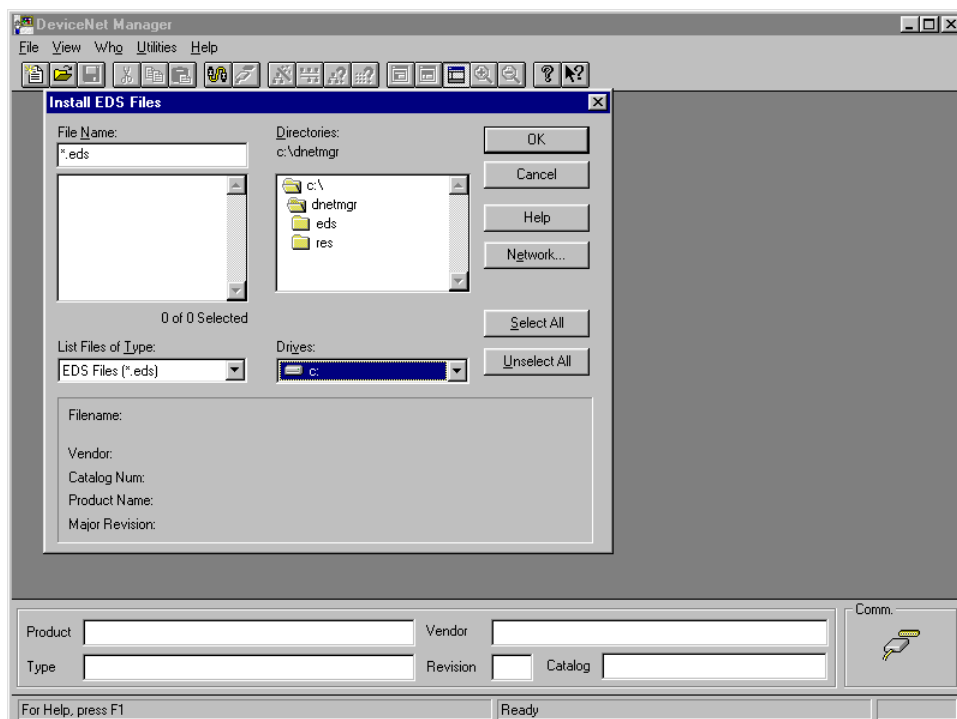 DeviceNet Manager
File View Who Utilities Help
Install EDS Files
File Name:
*.eds
Directories:
c:\dnetmgr
c:\
dnetmgr
eds
res
OK
Cancel
Help
Network...
0 of 0 Selected
Select All
List Files of Type:
EDS Files (*.eds)
Drives:
c:
Unselect All
Filename:
Vendor:
Catalog Num:
Product Name:
Major Revision:
Comm.
Product
Vendor
Type
Revision
Catalog
For Help, press F1
Ready